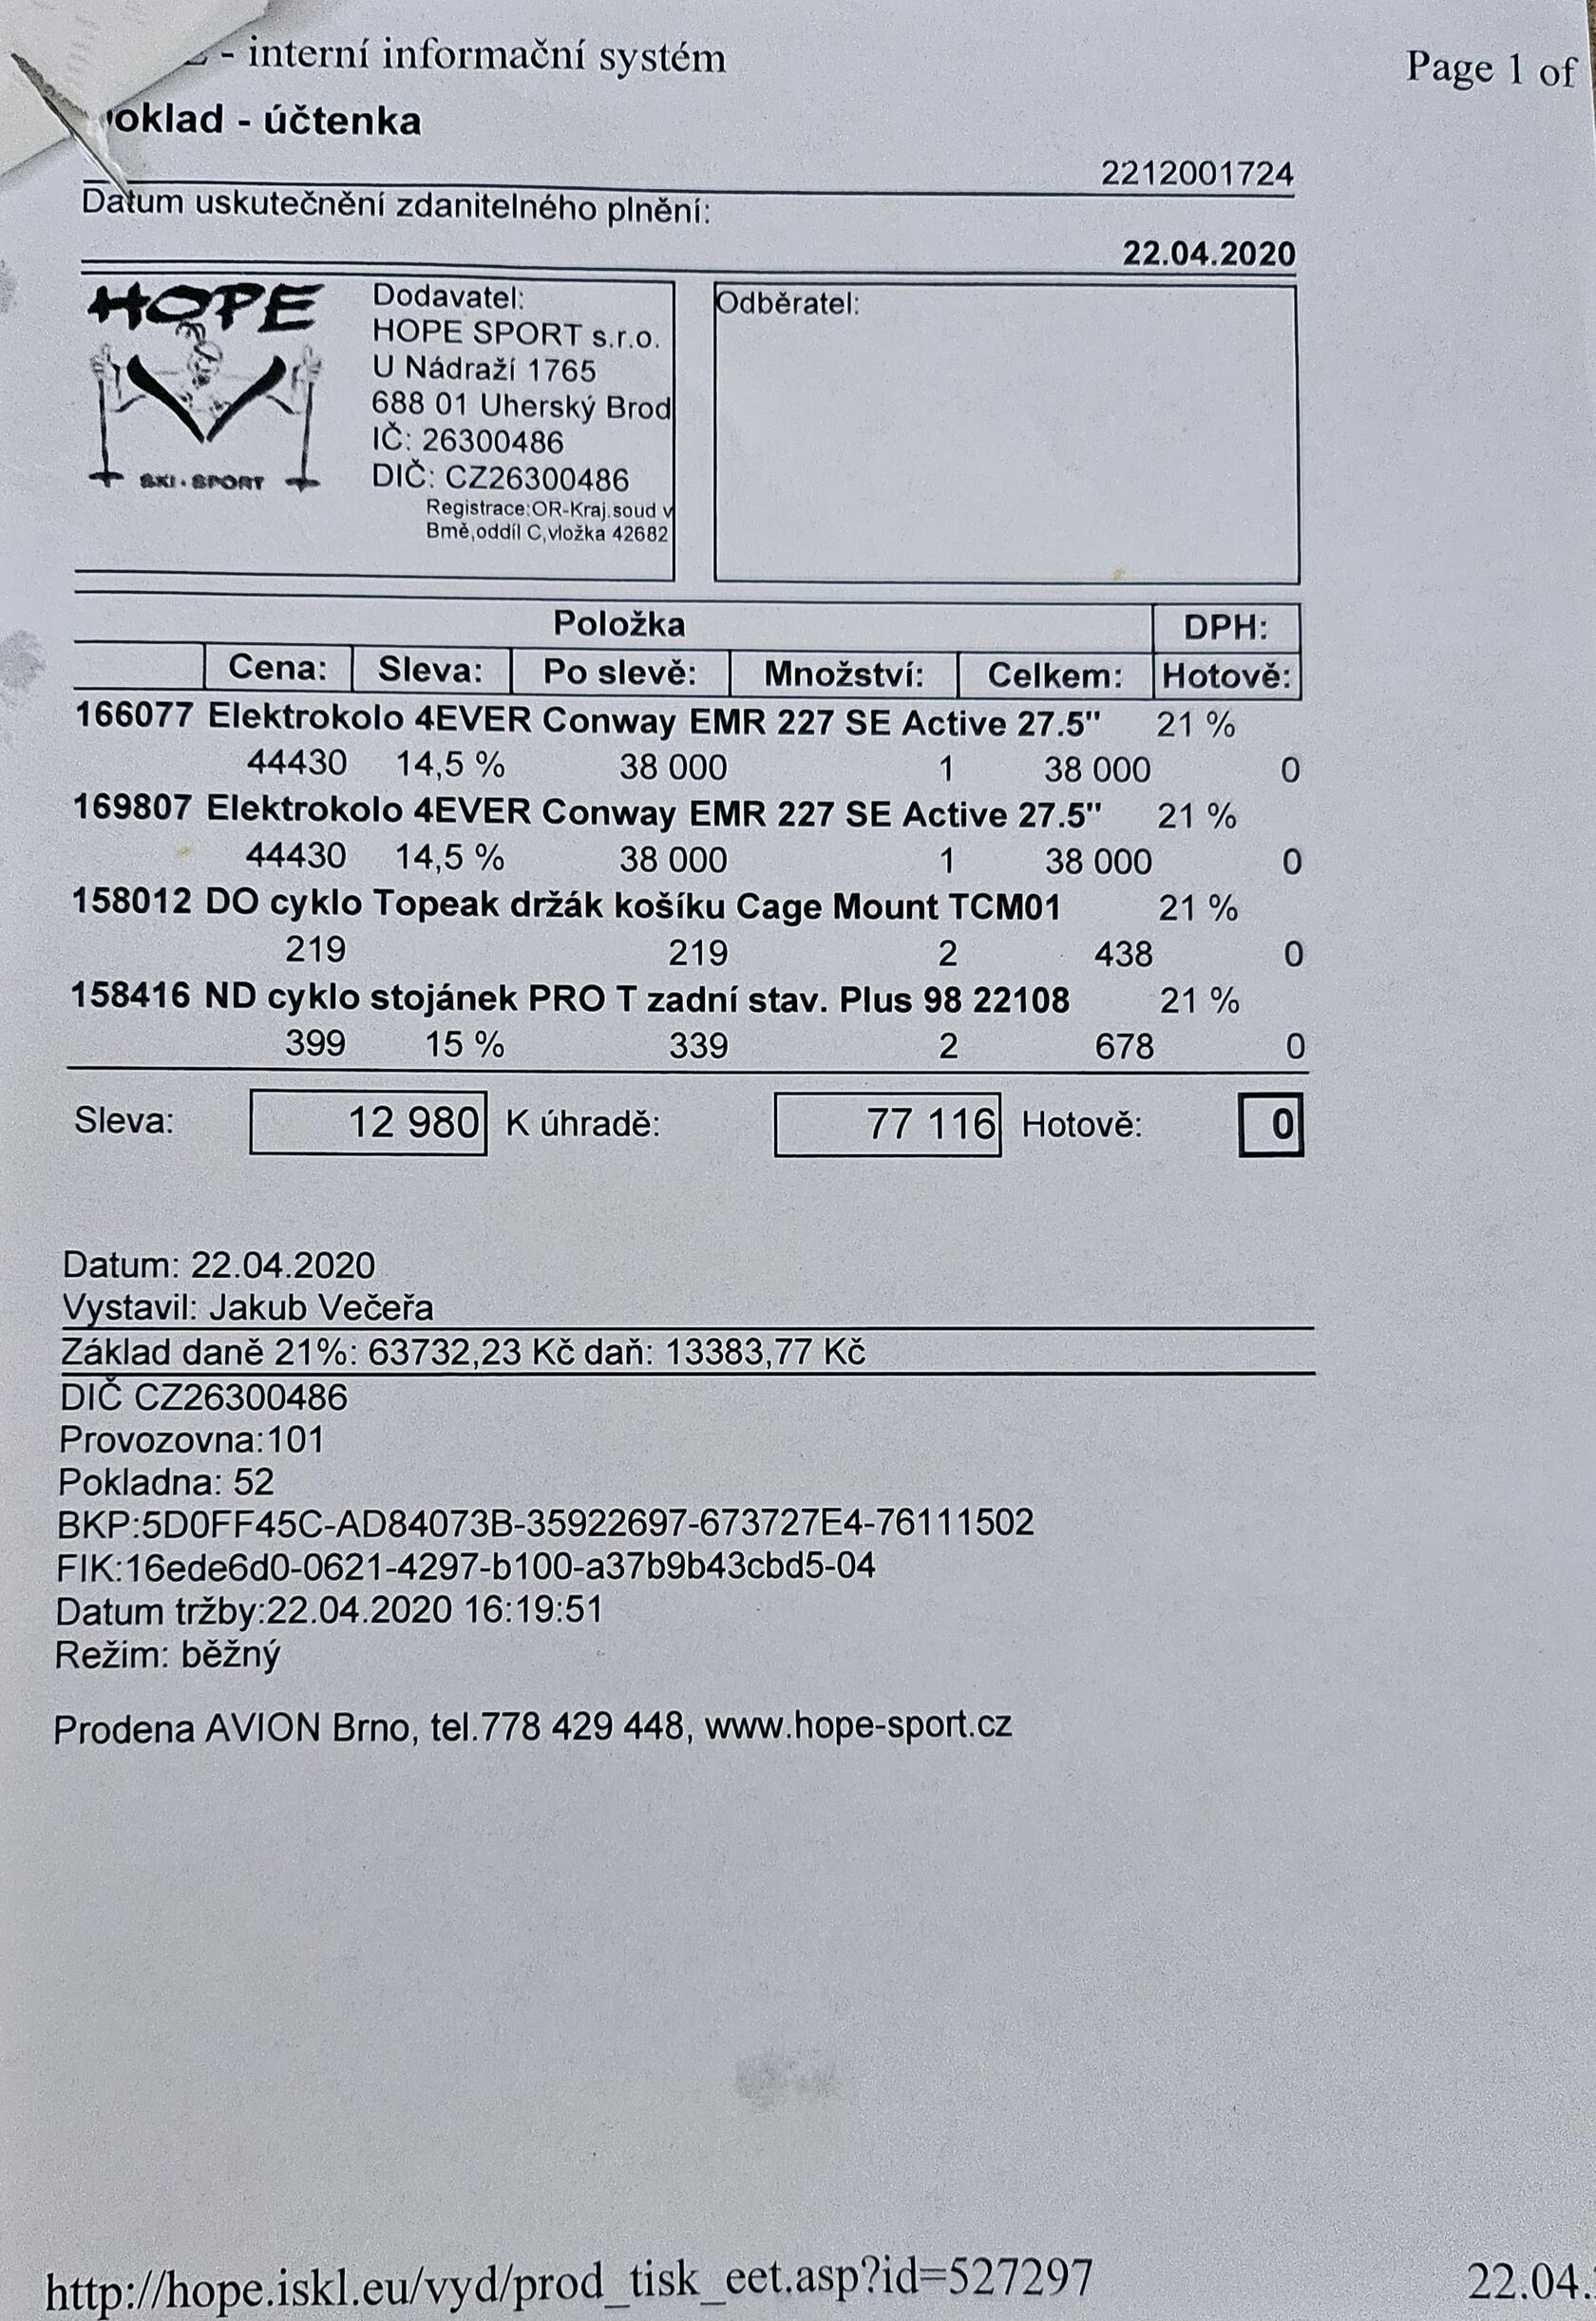 - interní informační systém
Page 1 of
oklad - účtenka
2212001724
Datum uskutečnění zdanitelného plnění:
22.04.2020
HOPE
SKI - SPORT
Dodavatel:
HOPE SPORT s.r.o.
U Nádraží 1765
688 01 Uherský Brod
IČ: 26300486
DIČ: CZ26300486
Registrace:OR-Kraj.soud v
Brně,oddíl C,vložka 42682
Odběratel:
Položka DPH:
Cena: Sleva: Po slevě: Množství: Celkem: Hotově:
166077 Elektrokolo 4EVER Conway EMR 227 SE Active 27.5" 21 %
44430 14,5 % 38 000 1 38 000 0
169807 Elektrokolo 4EVER Conway EMR 227 SE Active 27.5" 21 %
44430 14,5 % 38 000 1 38 000 0
158012 DO cyklo Topeak držák košíku Cage Mount TCM01 21 %
219 219 2 438 0
158416 ND cyklo stojánek PRO T zadní stav. Plus 98 22108 21 %
399 15 % 339 2 678 0
Sleva: 12 980 K úhradě: 77 116 Hotově: 0
Datum: 22.04.2020
Vystavil: Jakub Večeřa
Základ daně 21%: 63732,23 Kč daň: 13383,77 Kč
DIČ CZ26300486
Provozovna:101
Pokladna: 52
BKP:5D0FF45C-AD84073B-35922697-673727E4-76111502
FIK:16ede6d0-0621-4297-b100-a37b9b43cbd5-04
Datum tržby:22.04.2020 16:19:51
Režim: běžný
Prodena AVION Brno, tel.778 429 448, www.hope-sport.cz
http://hope.iskl.eu/vyd/prod_tisk_eet.asp?id=527297
22.04.